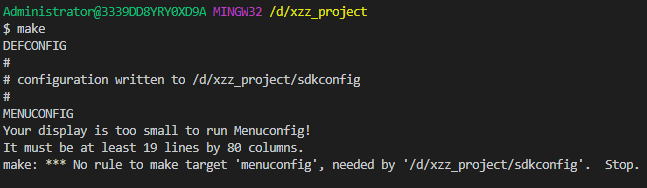 Administrator@3339DD8YRY0XD9A MINGW32 /d/xzz_project
$ make
DEFCONFIG
#
# configuration written to /d/xzz_project/sdkconfig
#
MENUCONFIG
Your display is too small to run Menuconfig!
It must be at least 19 lines by 80 columns.
make: *** No rule to make target 'menuconfig', needed by '/d/xzz_project/sdkconfig'.  Stop.